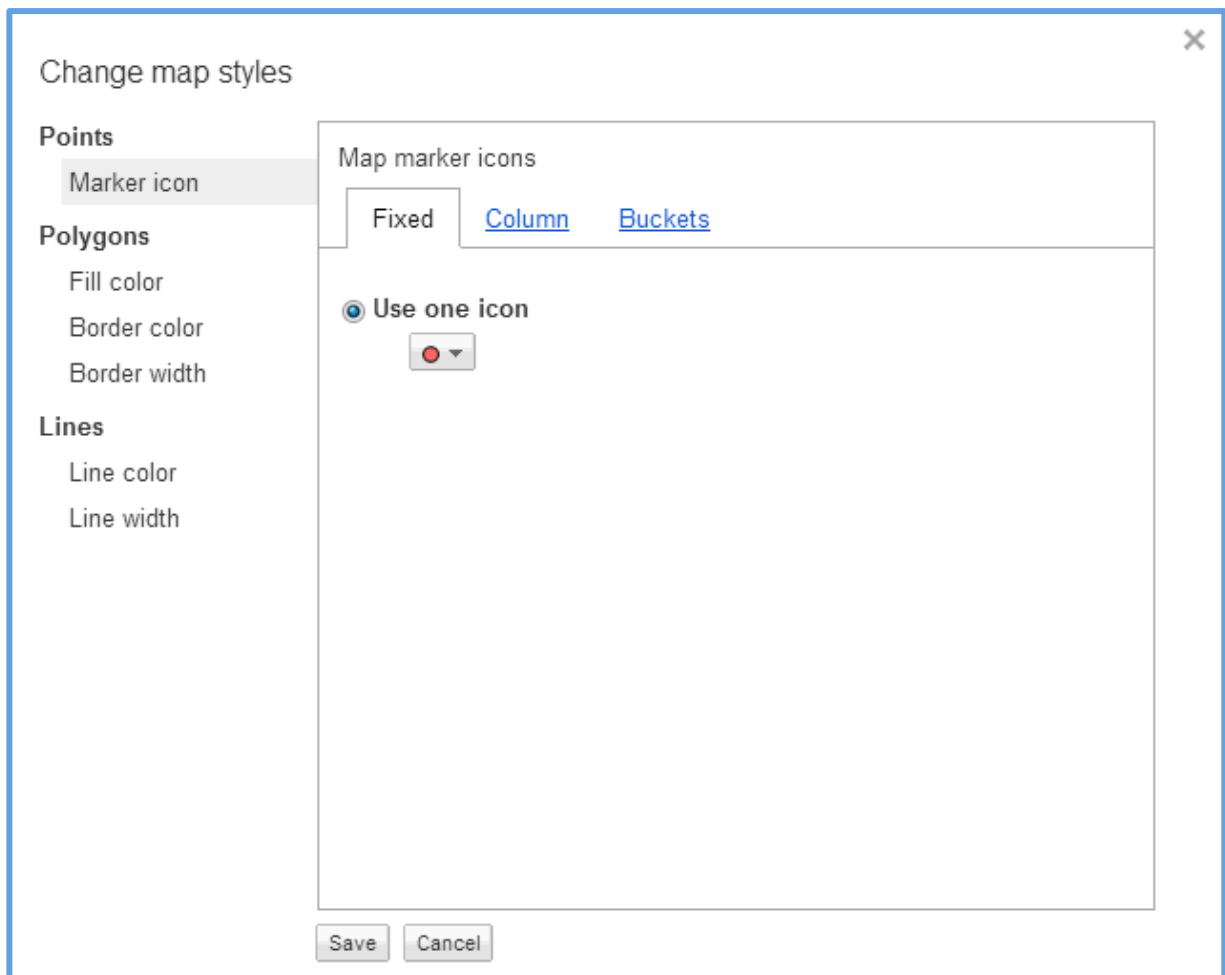 Change map styles
Points
Marker icon
Polygons
Fill color
Border color
Border width
Lines
Line color
Line width
Map marker icons
Fixed Column Buckets
Use one icon
Save Cancel